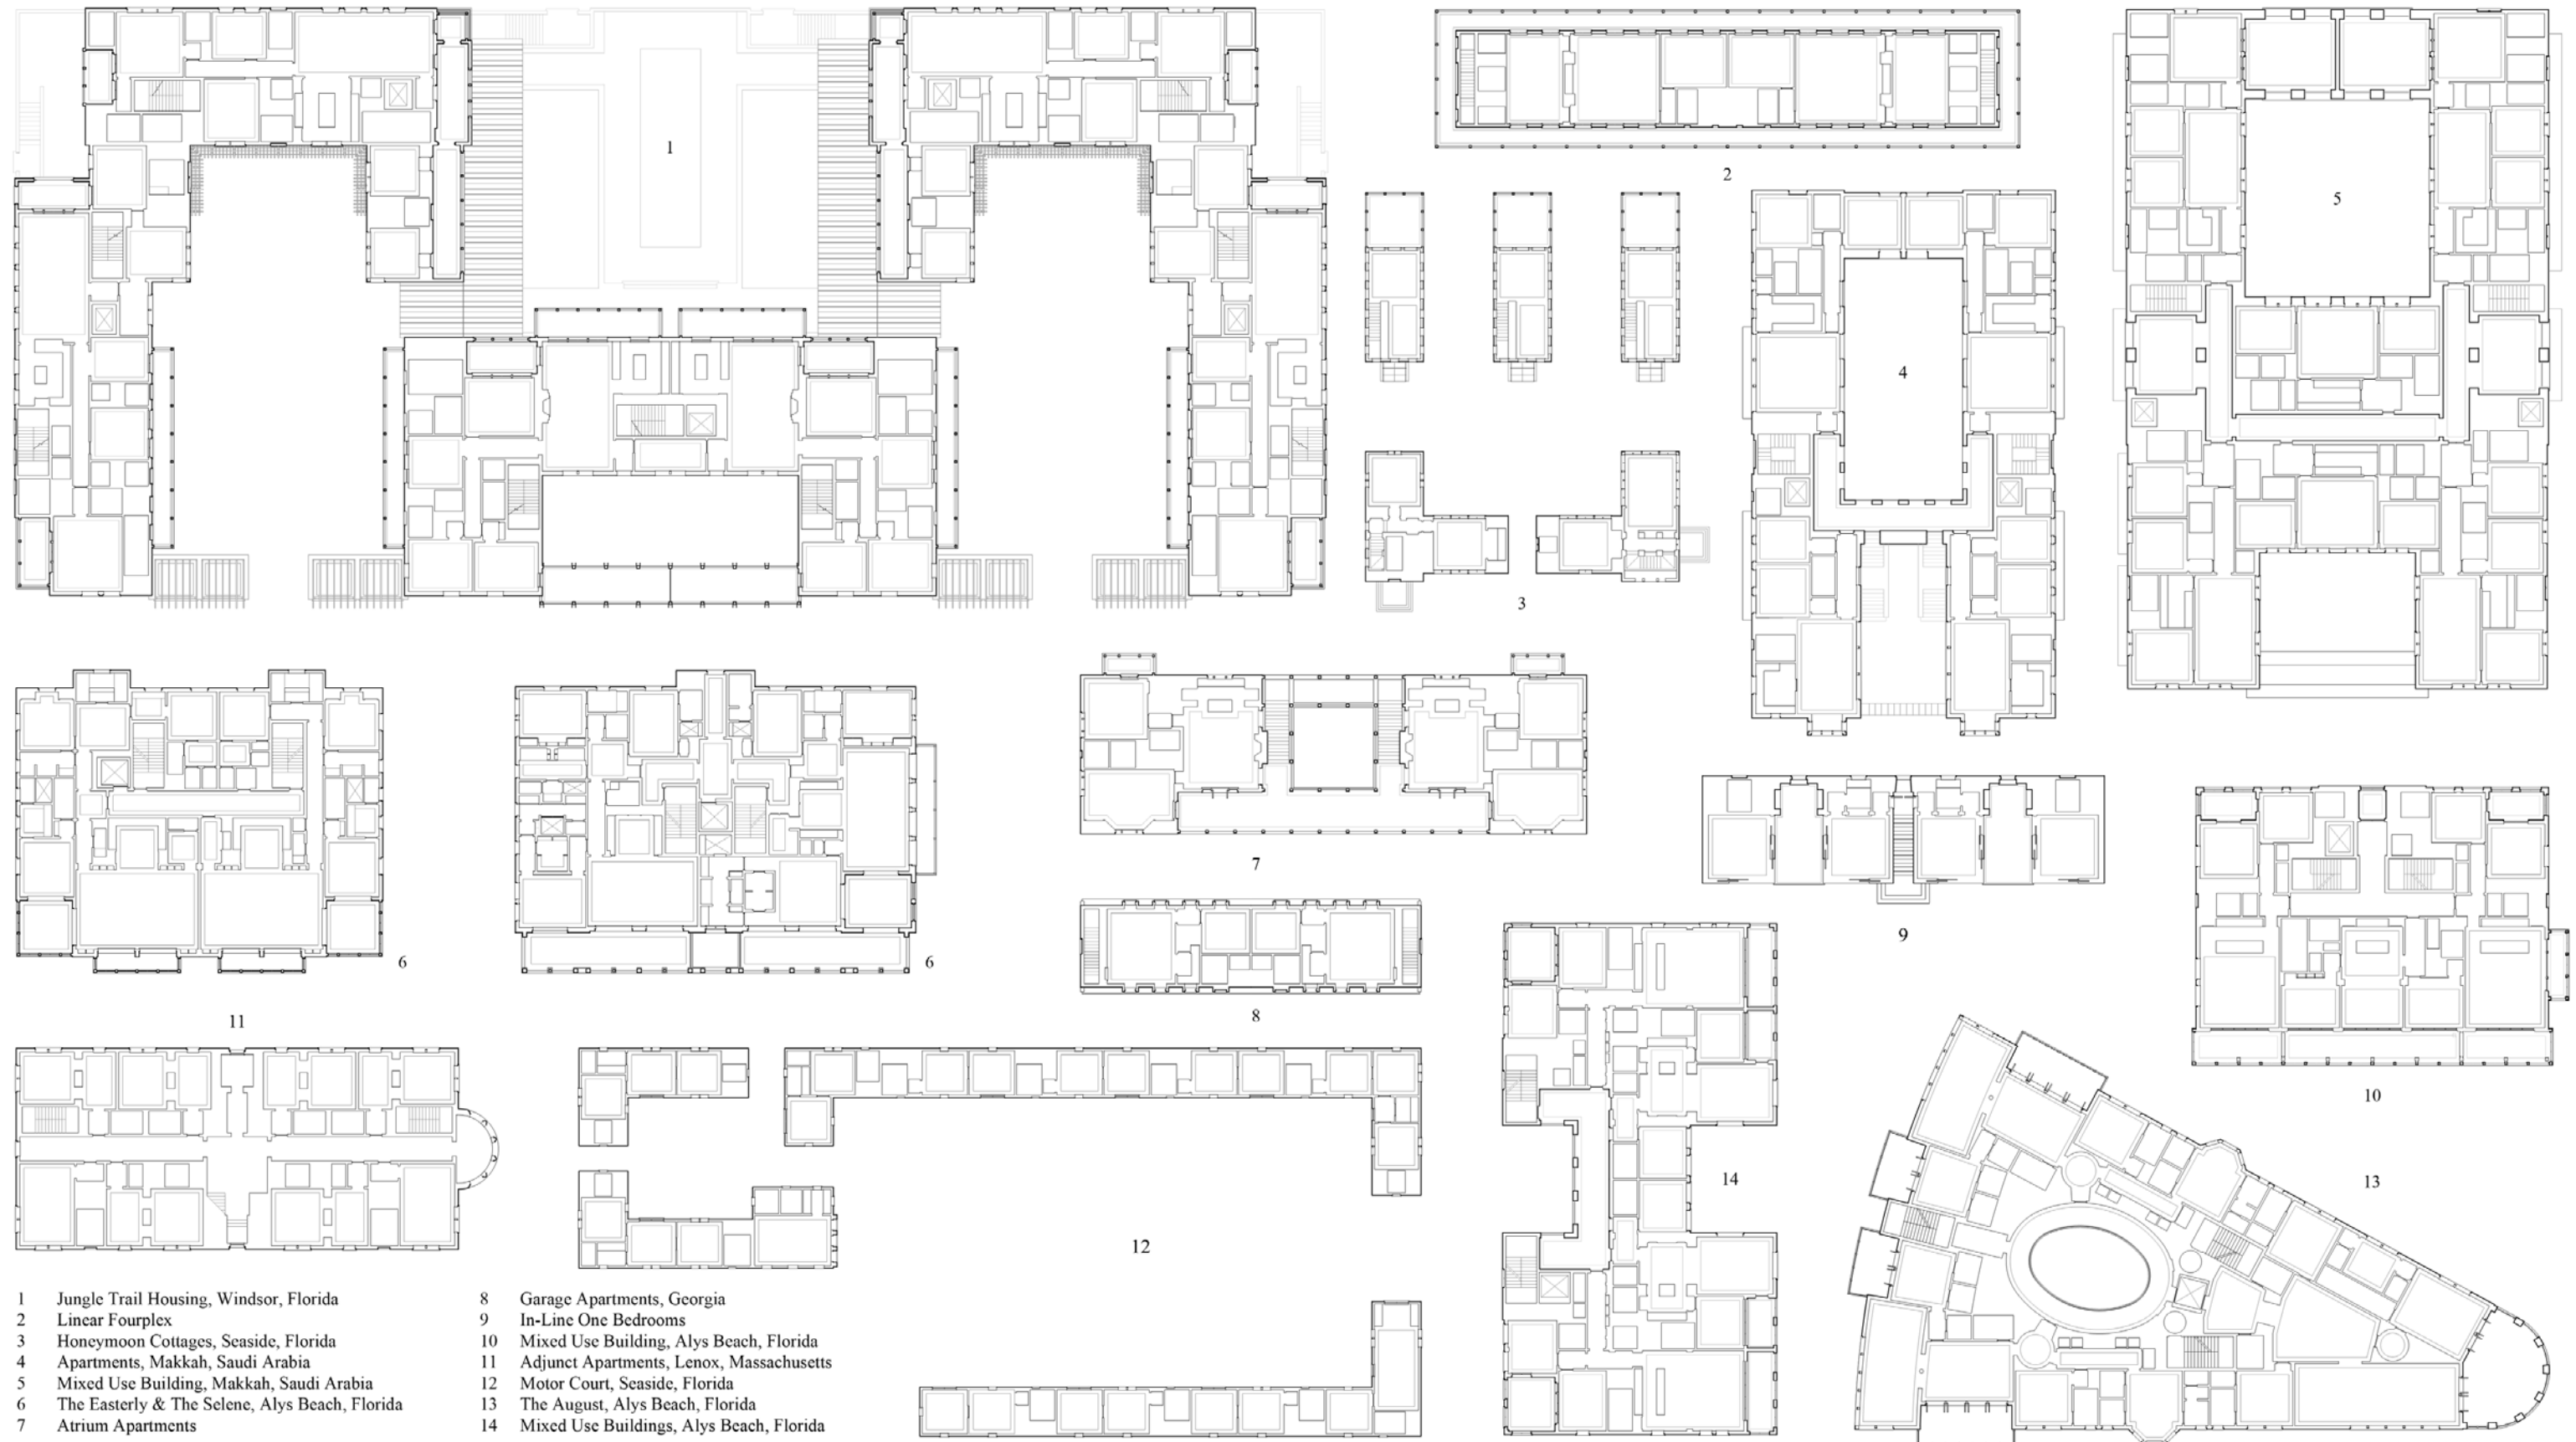 1
2
5
4
3
7
9
6
6
8
11
10
14
13
12
1 Jungle Trail Housing, Windsor, Florida
2 Linear Fourplex
3 Honeymoon Cottages, Seaside, Florida
4 Apartments, Makkah, Saudi Arabia
5 Mixed Use Building, Makkah, Saudi Arabia
6 The Easterly & The Selene, Alys Beach, Florida
7 Atrium Apartments
8 Garage Apartments, Georgia
9 In-Line One Bedrooms
10 Mixed Use Building, Alys Beach, Florida
11 Adjunct Apartments, Lenox, Massachusetts
12 Motor Court, Seaside, Florida
13 The August, Alys Beach, Florida
14 Mixed Use Buildings, Alys Beach, Florida